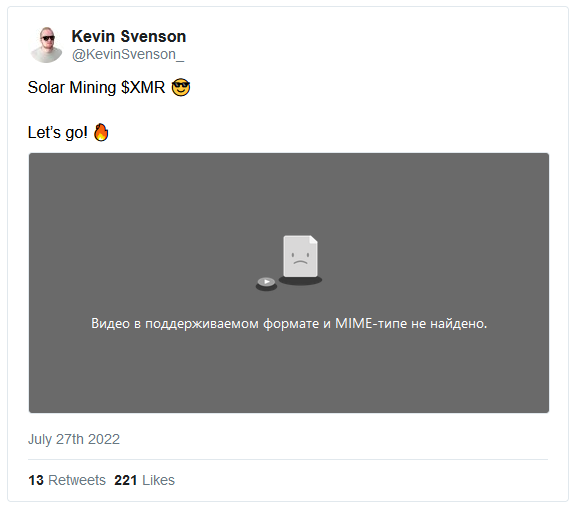 Kevin Svenson
@KevinSvenson_
Solar Mining $XMR 😎
Let’s go! 🔥
Видео в поддерживаемом формате и MIME-типе не найдено.
July 27th 2022
13 Retweets 221 Likes